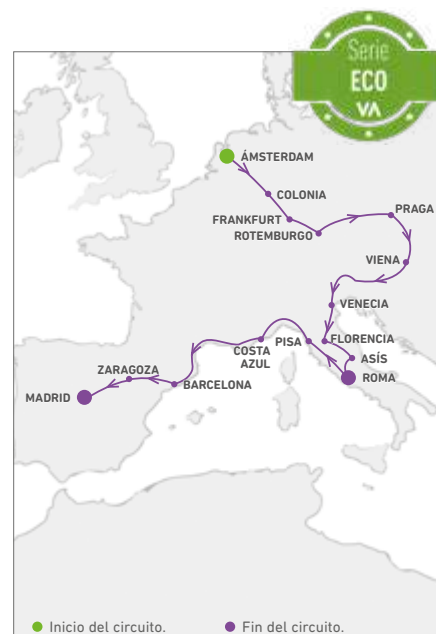 Serie
ECO
VA
ÁMSTERDAM
COLONIA
FRANKFURT
ROTEMBURGO
PRAGA
VIENA
VENECIA
FLORENCIA
PISA
ASÍS
COSTA
AZUL
ROMA
ZARAGOZA
BARCELONA
MADRID
Inicio del circuito.
Fin del circuito.